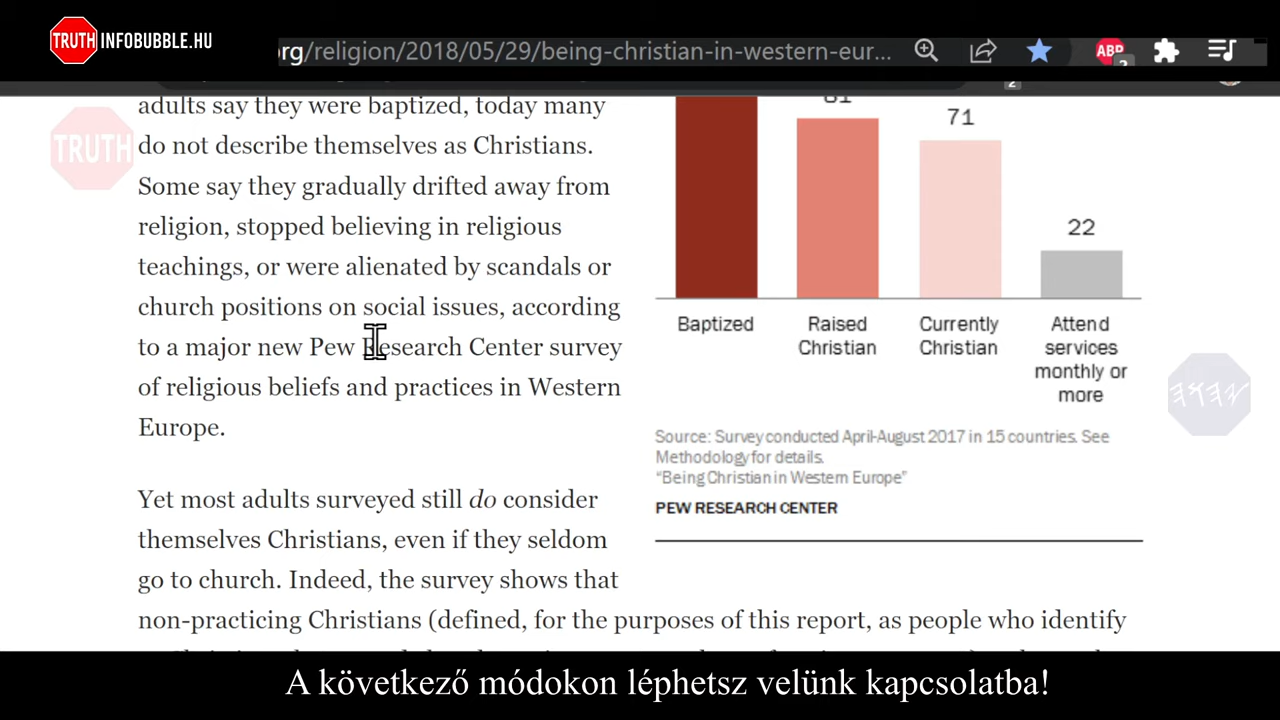 TRUTH INFOBUBBLE.HU
org/religion/2018/05/29/being-christian-in-western-eur...
ABP
2
2
TRUTH
adults say they were baptized, today many
do not describe themselves as Christians.
Some say they gradually drifted away from
religion, stopped believing in religious
teachings, or were alienated by scandals or
church positions on social issues, according
to a major new Pew Research Center survey
of religious beliefs and practices in Western
Europe.
Yet most adults surveyed still do consider
themselves Christians, even if they seldom
go to church. Indeed, the survey shows that
non-practicing Christians (defined, for the purposes of this report, as people who identify
81
71
22
Baptized
Raised Christian
Currently Christian
Attend services monthly or more
Source: Survey conducted April-August 2017 in 15 countries. See
Methodology for details.
"Being Christian in Western Europe"
PEW RESEARCH CENTER
A következő módokon léphetsz velünk kapcsolatba!